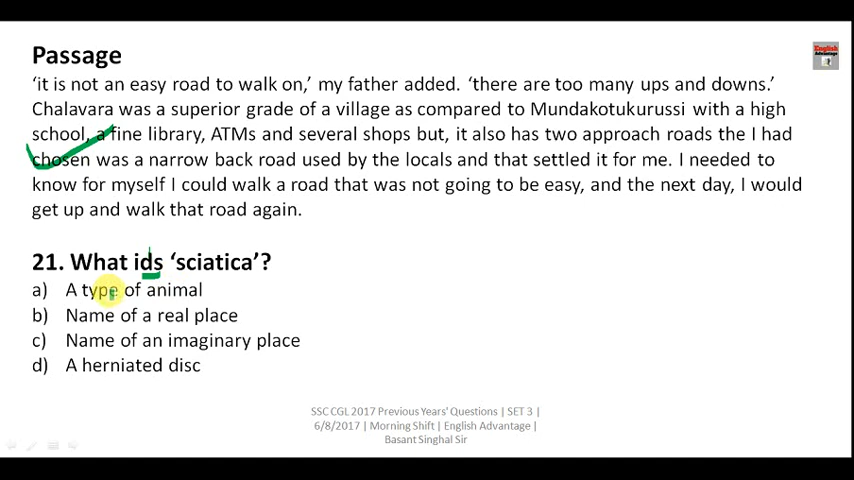 Passage
English
Advantage
‘it is not an easy road to walk on,’ my father added. ‘there are too many ups and downs.’
Chalavara was a superior grade of a village as compared to Mundakotukurussi with a high
school, a fine library, ATMs and several shops but, it also has two approach roads the I had
chosen was a narrow back road used by the locals and that settled it for me. I needed to
know for myself I could walk a road that was not going to be easy, and the next day, I would
get up and walk that road again.
21. What ids ‘sciatica’?
a) A type of animal
b) Name of a real place
c) Name of an imaginary place
d) A herniated disc
SSC CGL 2017 Previous Years' Questions | SET 3 |
6/8/2017 | Morning Shift | English Advantage |
Basant Singhal Sir